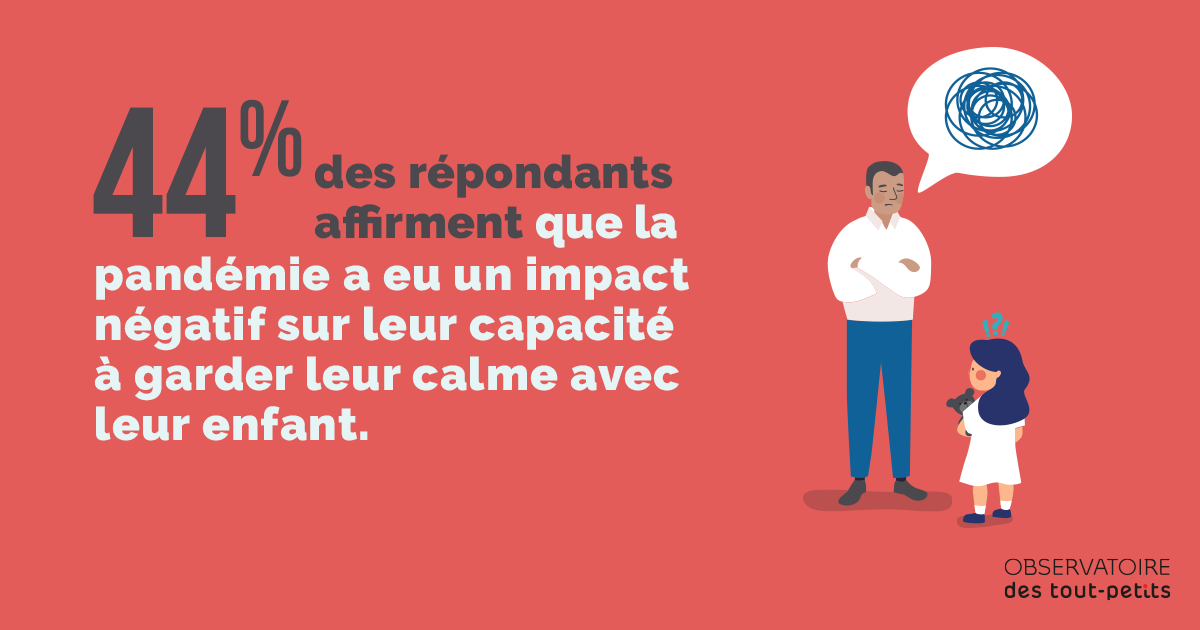 44% des répondants
affirment que la
pandémie a eu un impact
négatif sur leur capacité
à garder leur calme avec
leur enfant.
!?!
OBSERVATOIRE
des tout-petits